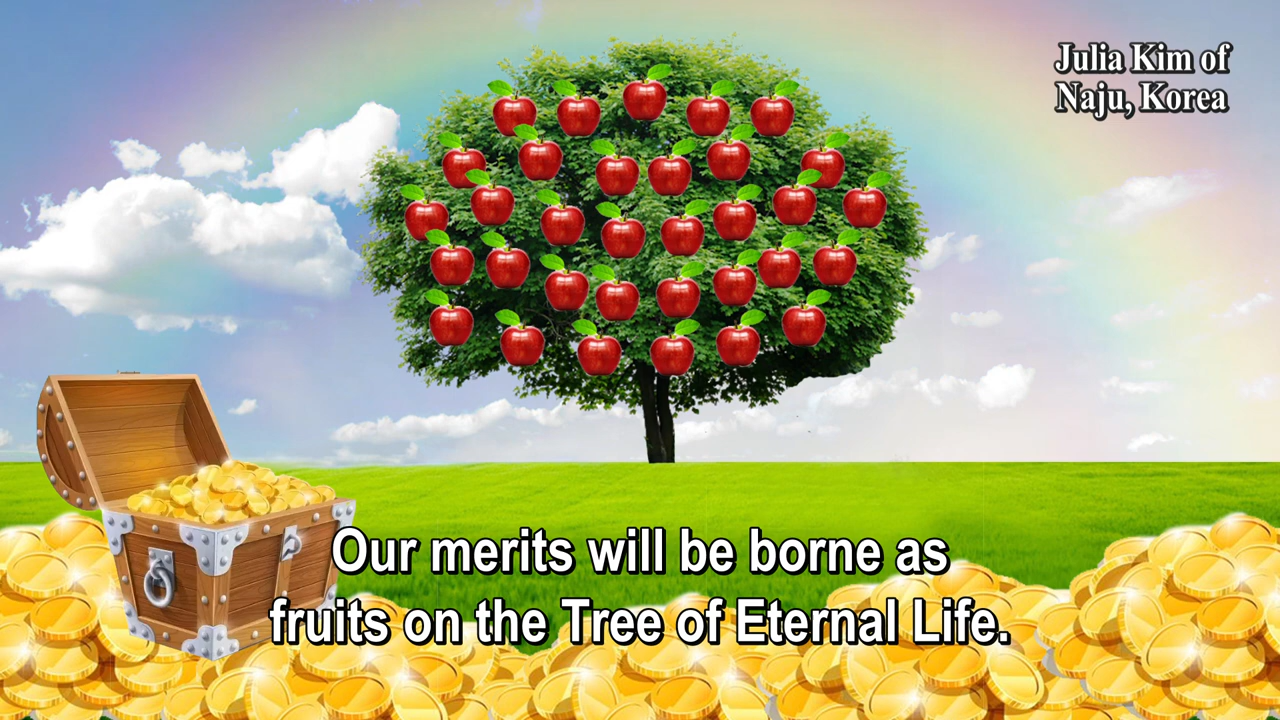 Julia Kim of
Naju, Korea
Our merits will be borne as
fruits on the Tree of Eternal Life.